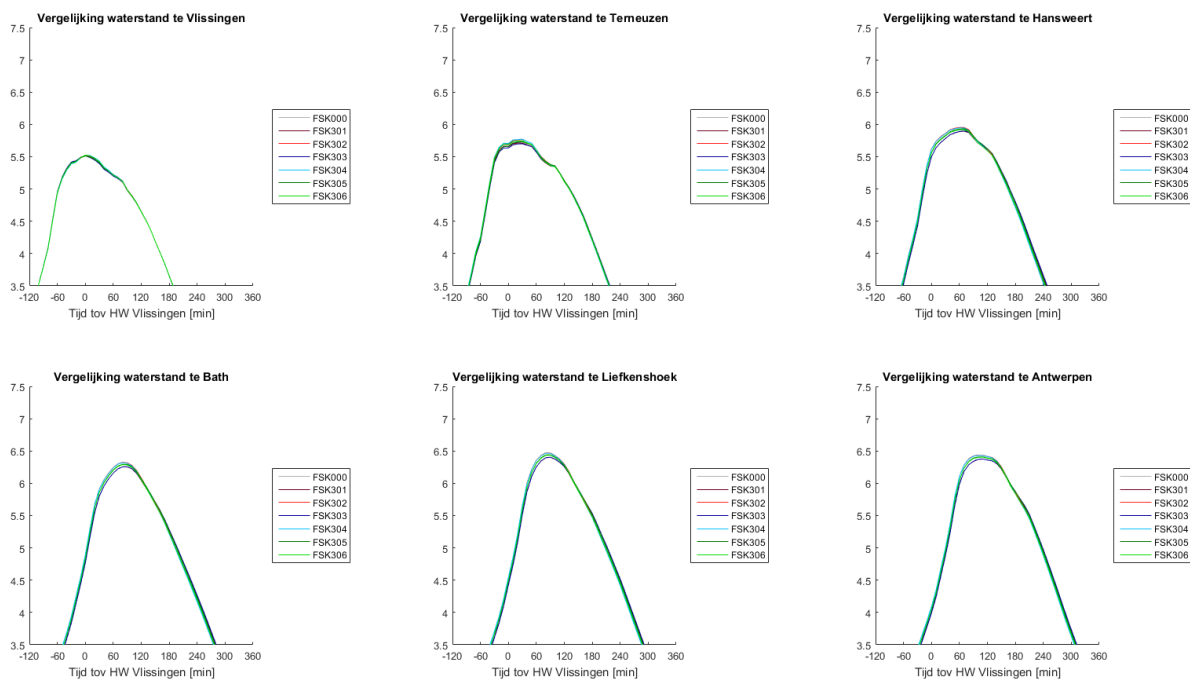 Vergelijking waterstand te Vlissingen
7.5
7
6.5
6
5.5
5
4.5
4
3.5
-120 -60 0 60 120 180 240 300 360
Tijd tov HW Vlissingen [min]
FSK000
FSK301
FSK302
FSK303
FSK304
FSK305
FSK306
Vergelijking waterstand te Terneuzen
7.5
7
6.5
6
5.5
5
4.5
4
3.5
-120 -60 0 60 120 180 240 300 360
Tijd tov HW Vlissingen [min]
FSK000
FSK301
FSK302
FSK303
FSK304
FSK305
FSK306
Vergelijking waterstand te Hansweert
7.5
7
6.5
6
5.5
5
4.5
4
3.5
-120 -60 0 60 120 180 240 300 360
Tijd tov HW Vlissingen [min]
FSK000
FSK301
FSK302
FSK303
FSK304
FSK305
FSK306
Vergelijking waterstand te Bath
7.5
7
6.5
6
5.5
5
4.5
4
3.5
-120 -60 0 60 120 180 240 300 360
Tijd tov HW Vlissingen [min]
FSK000
FSK301
FSK302
FSK303
FSK304
FSK305
FSK306
Vergelijking waterstand te Liefkenshoek
7.5
7
6.5
6
5.5
5
4.5
4
3.5
-120 -60 0 60 120 180 240 300 360
Tijd tov HW Vlissingen [min]
FSK000
FSK301
FSK302
FSK303
FSK304
FSK305
FSK306
Vergelijking waterstand te Antwerpen
7.5
7
6.5
6
5.5
5
4.5
4
3.5
-120 -60 0 60 120 180 240 300 360
Tijd tov HW Vlissingen [min]
FSK000
FSK301
FSK302
FSK303
FSK304
FSK305
FSK306